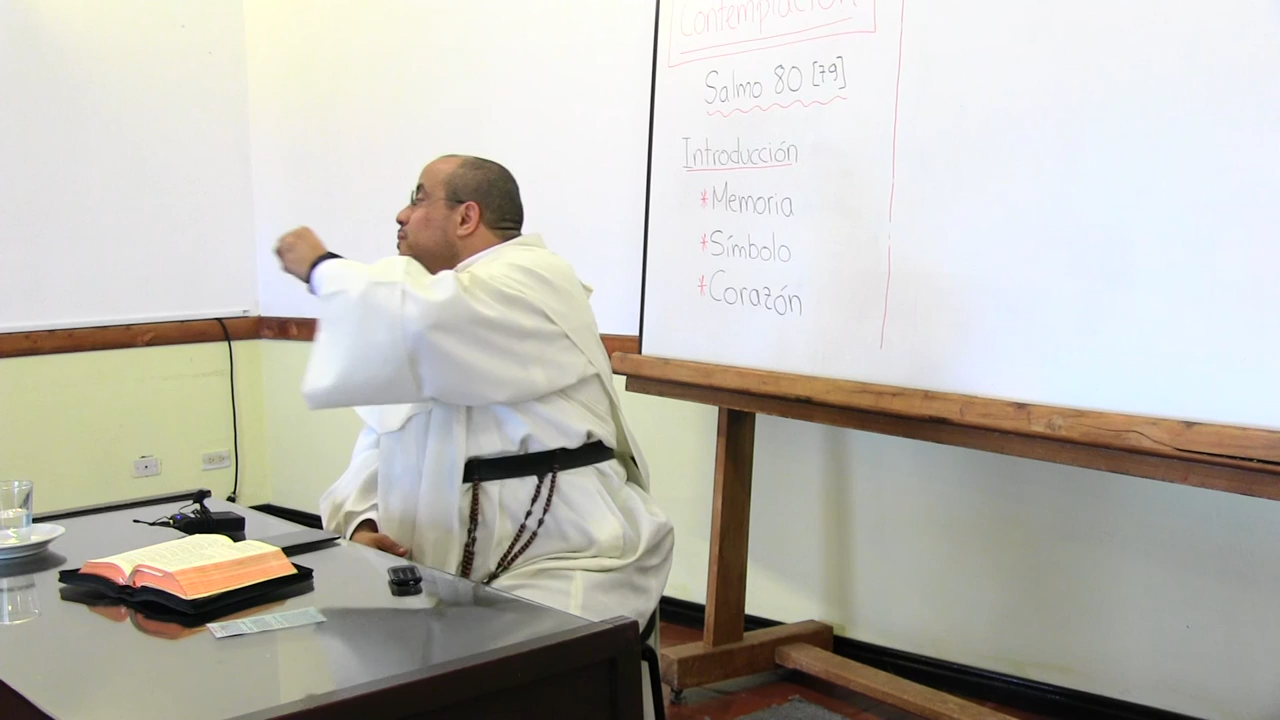 Contemplación
Salmo 80 [79]
Introducción
*Memoria
*Símbolo
*Corazón